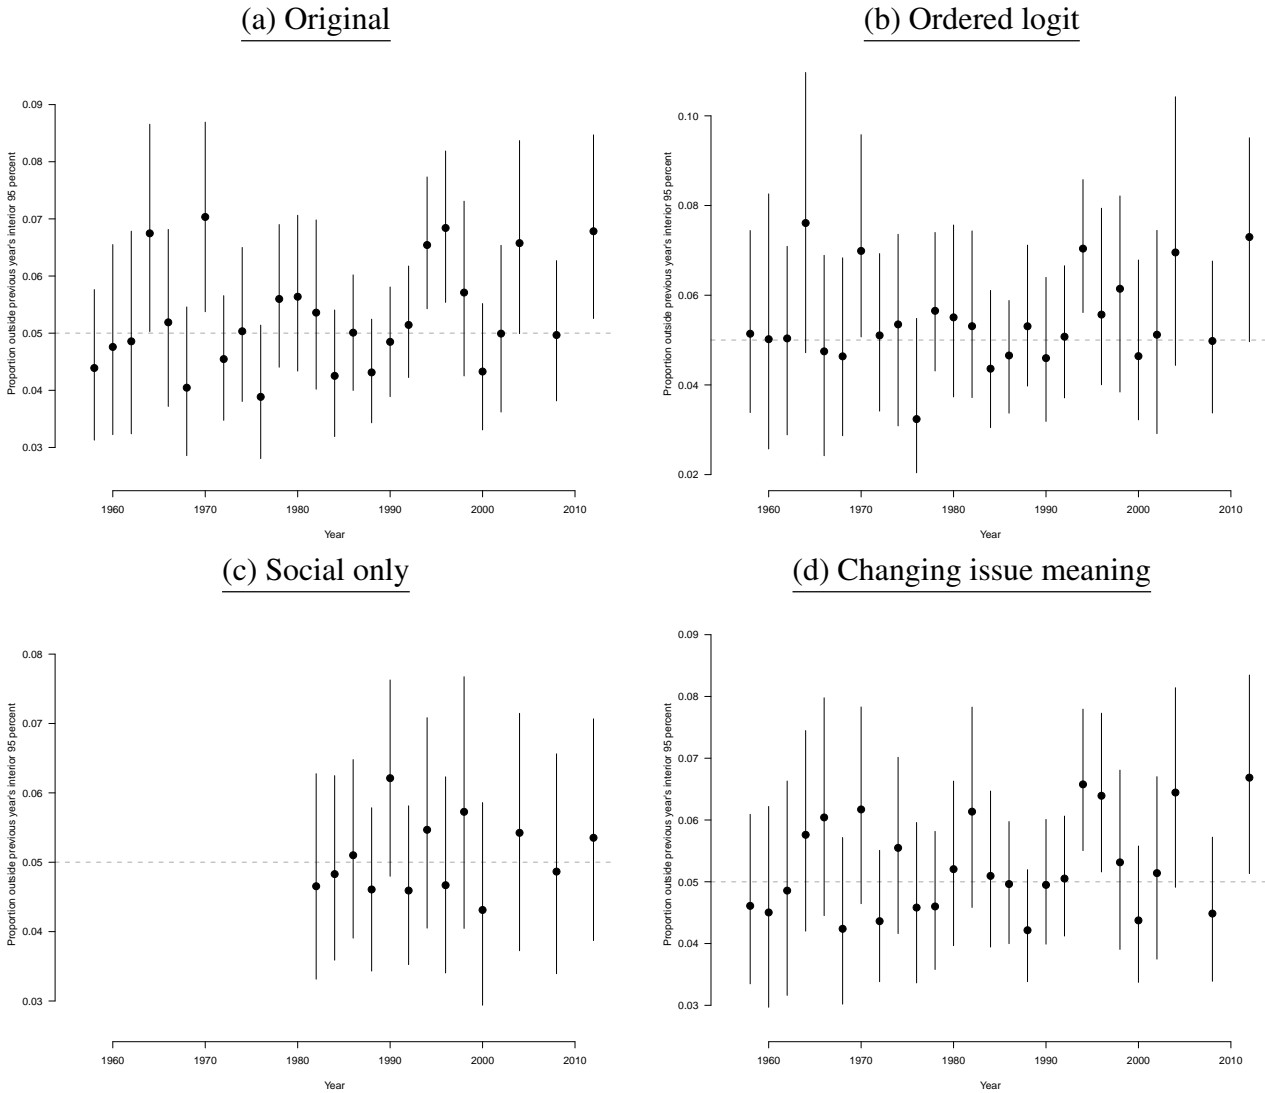 (a) Original
Proportion outside previous year's interior 95 percent
0.09
0.08
0.07
0.06
0.05
0.04
0.03
1960 1970 1980 1990 2000 2010
Year
(b) Ordered logit
Proportion outside previous year's interior 95 percent
0.10
0.08
0.06
0.04
0.02
1960 1970 1980 1990 2000 2010
Year
(c) Social only
Proportion outside previous year's interior 95 percent
0.08
0.07
0.06
0.05
0.04
0.03
1960 1970 1980 1990 2000 2010
Year
(d) Changing issue meaning
Proportion outside previous year's interior 95 percent
0.09
0.08
0.07
0.06
0.05
0.04
0.03
1960 1970 1980 1990 2000 2010
Year